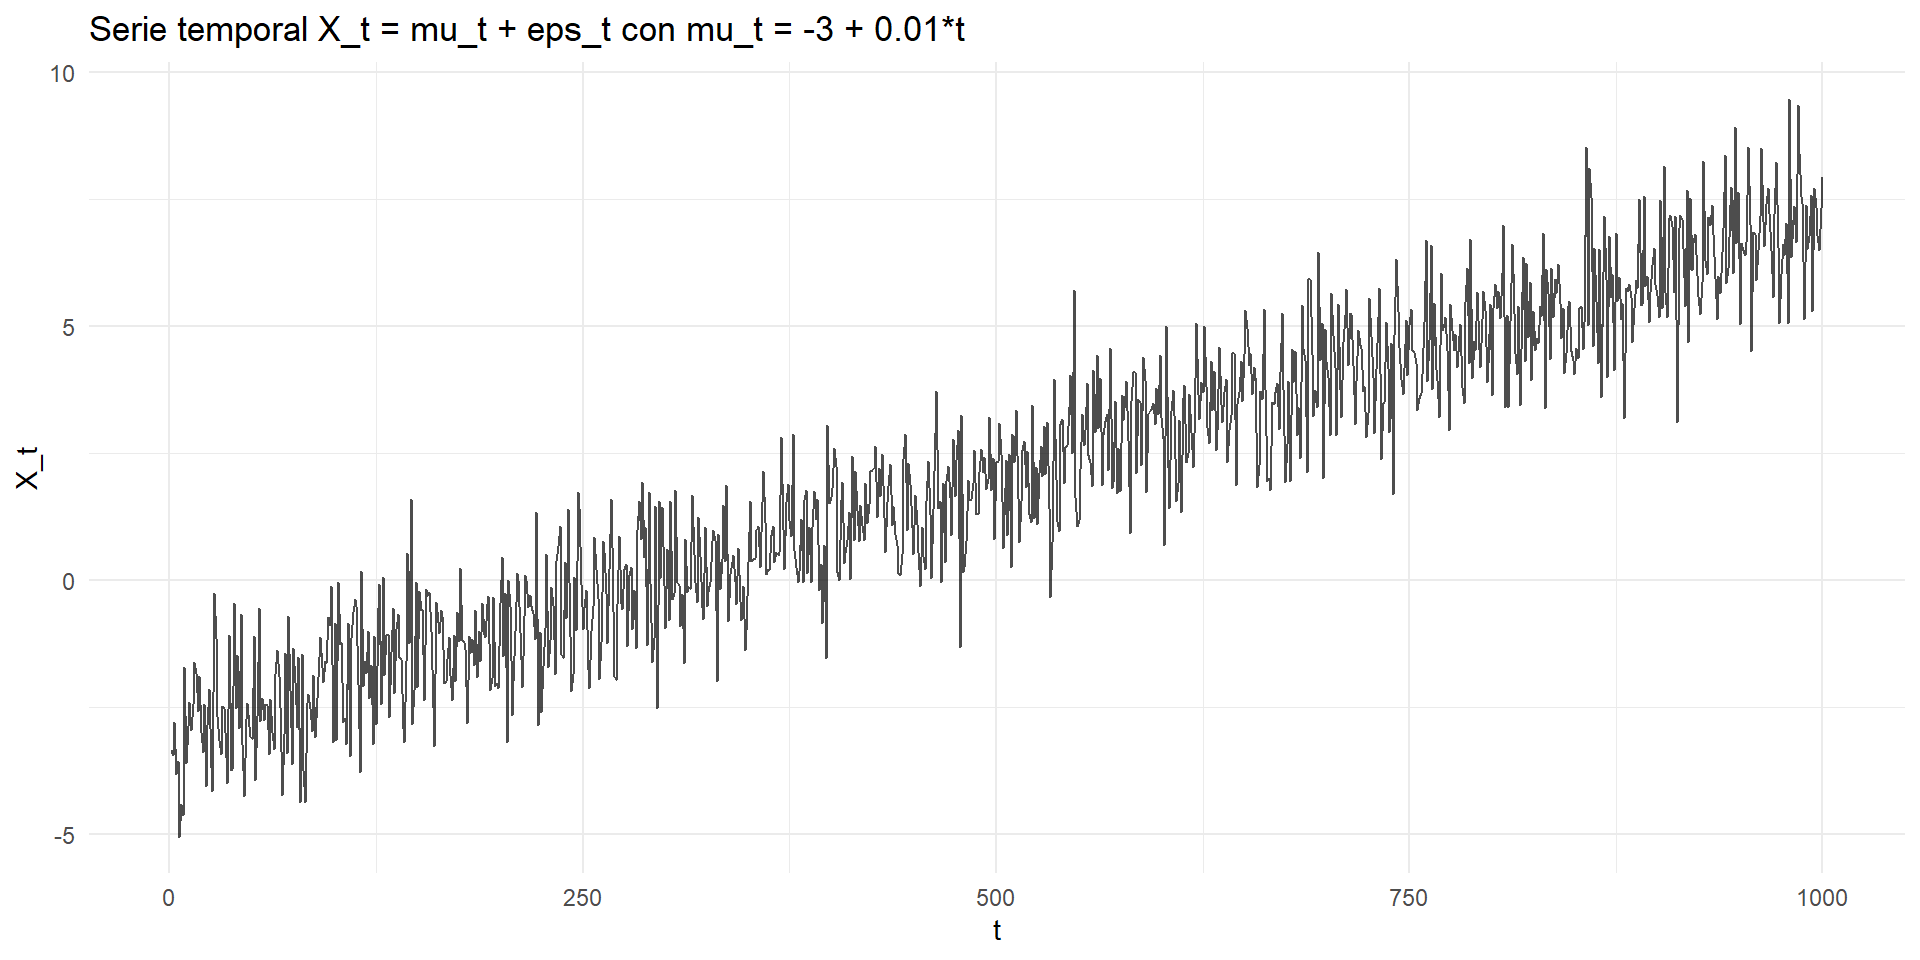 Serie temporal X_t = mu_t + eps_t con mu_t = -3 + 0.01*t
10
5
0
-5
X_t
0 250 500 750 1000
t